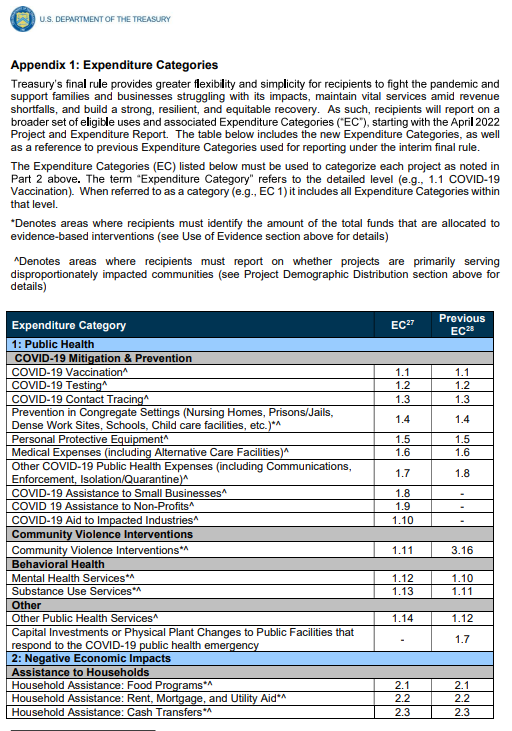 U.S. DEPARTMENT OF THE TREASURY
Appendix 1: Expenditure Categories
Treasury's final rule provides greater flexibility and simplicity for recipients to fight the pandemic and
support families and businesses struggling with its impacts, maintain vital services amid revenue
shortfalls, and build a strong, resilient, and equitable recovery. As such, recipients will report on a
broader set of eligible uses and associated Expenditure Categories ("EC"), starting with the April 2022
Project and Expenditure Report. The table below includes the new Expenditure Categories, as well
as a reference to previous Expenditure Categories used for reporting under the interim final rule.
The Expenditure Categories (EC) listed below must be used to categorize each project as noted in
Part 2 above. The term "Expenditure Category" refers to the detailed level (e.g., 1.1 COVID-19
Vaccination). When referred to as a category (e.g., EC 1) it includes all Expenditure Categories within
that level.
*Denotes areas where recipients must identify the amount of the total funds that are allocated to
evidence-based interventions (see Use of Evidence section above for details)
^Denotes areas where recipients must report on whether projects are primarily serving
disproportionately impacted communities (see Project Demographic Distribution section above for
details)
Expenditure Category EC27 Previous
EC28
1: Public Health
COVID-19 Mitigation & Prevention
COVID-19 Vaccination^ 1.1 1.1
COVID-19 Testing^ 1.2 1.2
COVID-19 Contact Tracing^ 1.3 1.3
Prevention in Congregate Settings (Nursing Homes, Prisons/Jails,
Dense Work Sites, Schools, Child care facilities, etc.)*^ 1.4 1.4
Personal Protective Equipment^ 1.5 1.5
Medical Expenses (including Alternative Care Facilities)^ 1.6 1.6
Other COVID-19 Public Health Expenses (including Communications,
Enforcement, Isolation/Quarantine)^ 1.7 1.8
COVID-19 Assistance to Small Businesses^ 1.8 -
COVID 19 Assistance to Non-Profits^ 1.9 -
COVID-19 Aid to Impacted Industries^ 1.10 -
Community Violence Interventions
Community Violence Interventions*^ 1.11 3.16
Behavioral Health
Mental Health Services*^ 1.12 1.10
Substance Use Services*^ 1.13 1.11
Other
Other Public Health Services^ 1.14 1.12
Capital Investments or Physical Plant Changes to Public Facilities that
respond to the COVID-19 public health emergency - 1.7
2: Negative Economic Impacts
Assistance to Households
Household Assistance: Food Programs*^ 2.1 2.1
Household Assistance: Rent, Mortgage, and Utility Aid*^ 2.2 2.2
Household Assistance: Cash Transfers*^ 2.3 2.3